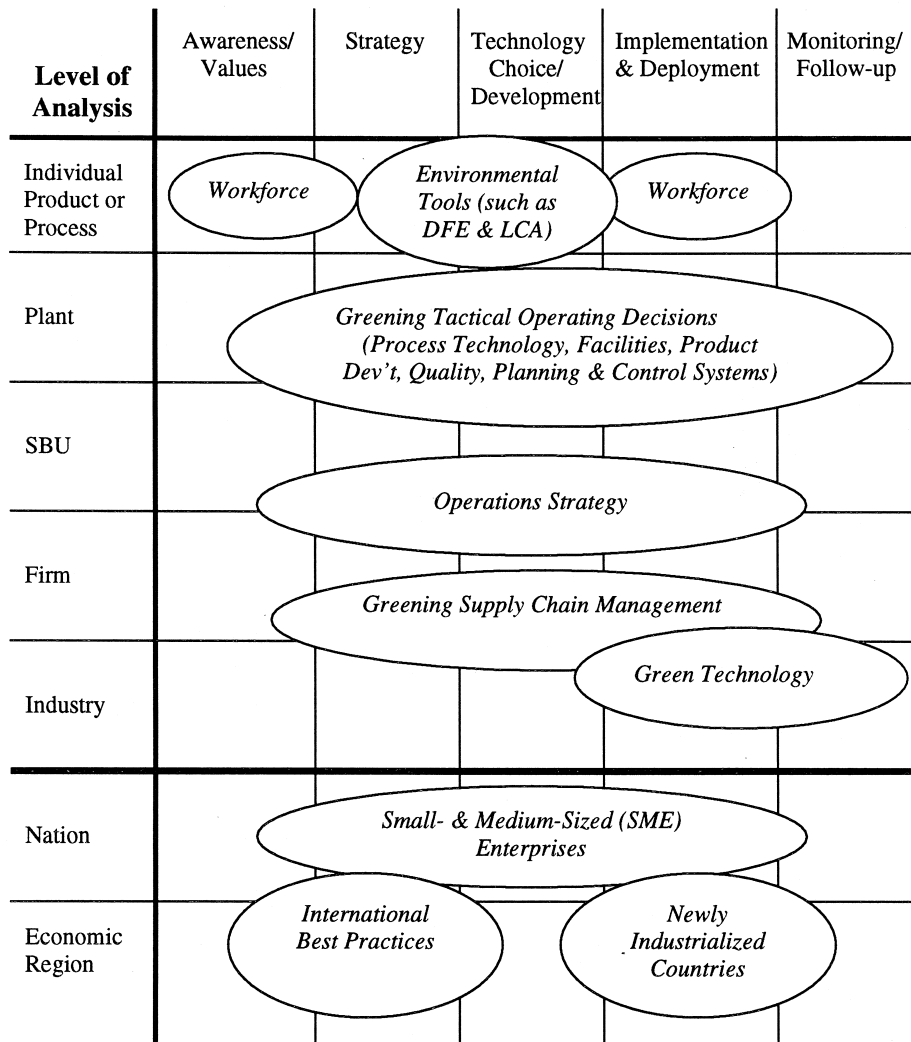 Level of
Analysis
Awareness/
Values
Strategy
Technology
Choice/
Development
Implementation
& Deployment
Monitoring/
Follow-up
Individual
Product or
Process
Workforce
Environmental
Tools (such as
DFE & LCA)
Workforce
Plant
Greening Tactical Operating Decisions
(Process Technology, Facilities, Product
Dev't, Quality, Planning & Control Systems)
SBU
Operations Strategy
Firm
Greening Supply Chain Management
Industry
Green Technology
Nation
Small- & Medium-Sized (SME)
Enterprises
Economic
Region
International
Best Practices
Newly
Industrialized
Countries